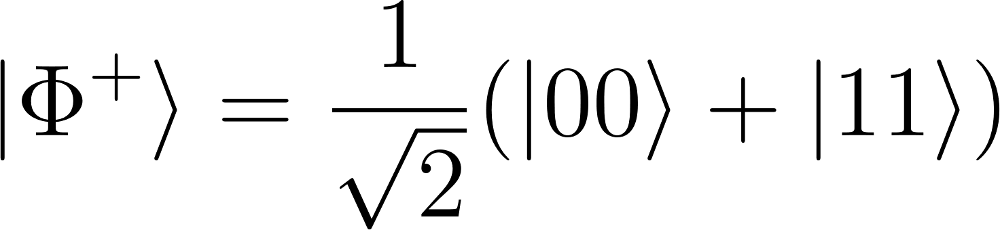 |Φ⁺⟩ = 1/√2 (|00⟩ + |11⟩)